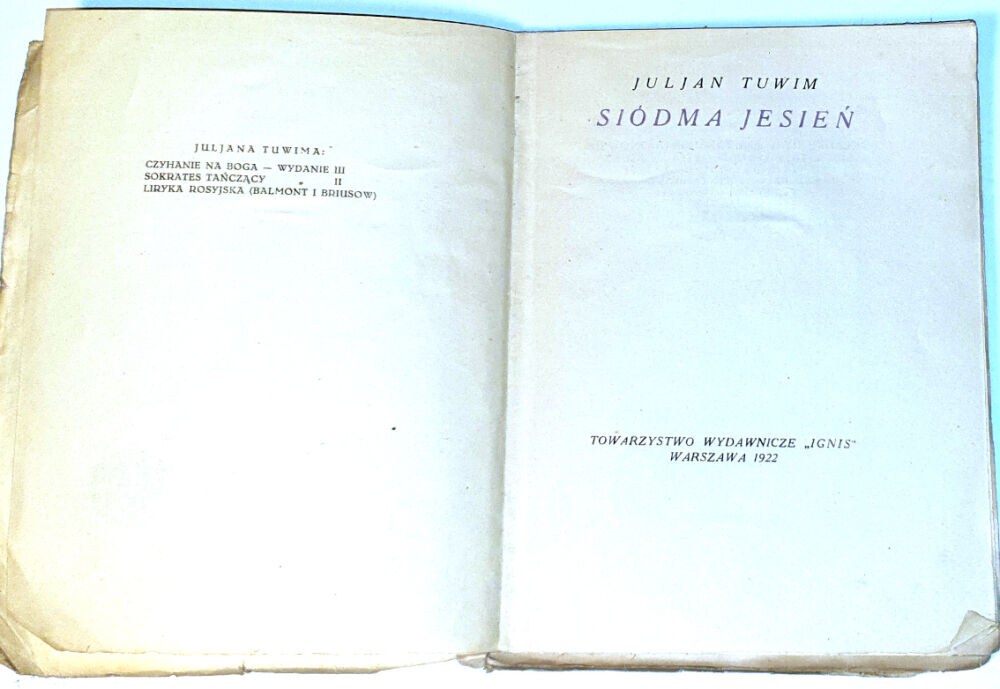 JULJANA TUWIMA:
CZYHANIE NA BOGA — WYDANIE III
SOKRATES TAŃCZĄCY „ II
LIRYKA ROSYJSKA (BALMONT I BRIUSOW)
JULJAN TUWIM
SIÓDMA JESIEŃ
TOWARZYSTWO WYDAWNICZE „IGNIS“
WARSZAWA 1922